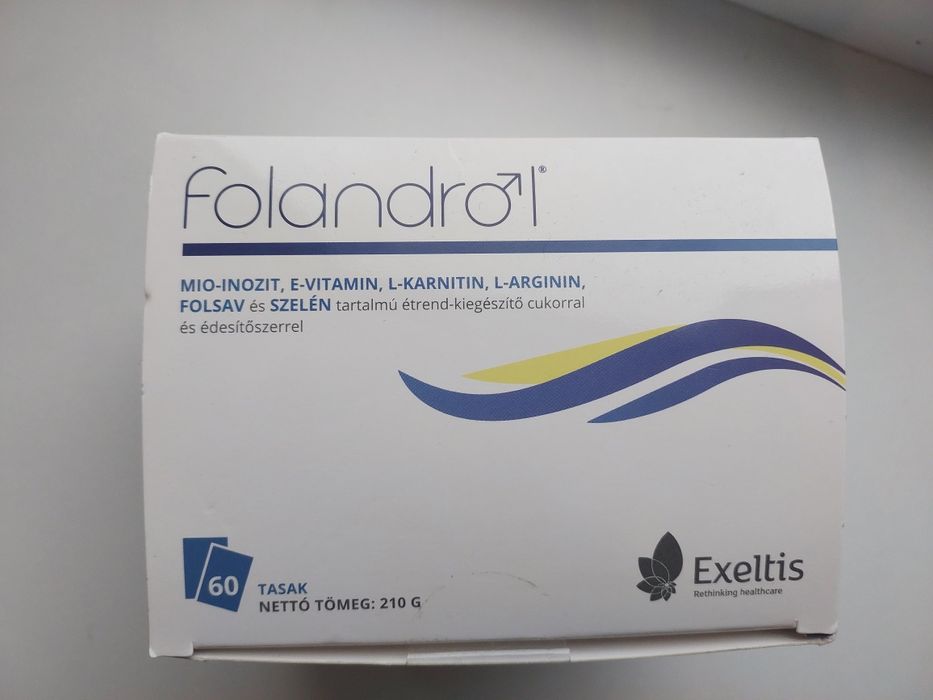 folandrol®
MIO-INOZIT, E-VITAMIN, L-KARNITIN, L-ARGININ,
FOLSAV és SZELÉN tartalmú étrend-kiegészítő cukorral
és édesítőszerrel
60
TASAK
NETTÓ TÖMEG: 210 G
Exeltis
Rethinking healthcare